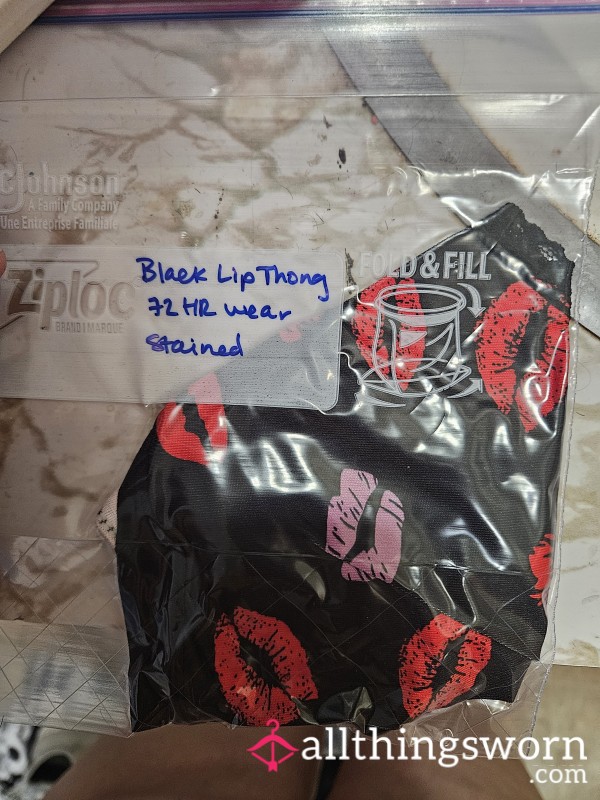 cJohnson
A Family Company
Une Entreprise Familiale
Ziploc
BRAND | MARQUE
Black Lip Thong
72 HR wear
Stained
FOLD & FILL
allthingsworn
.com